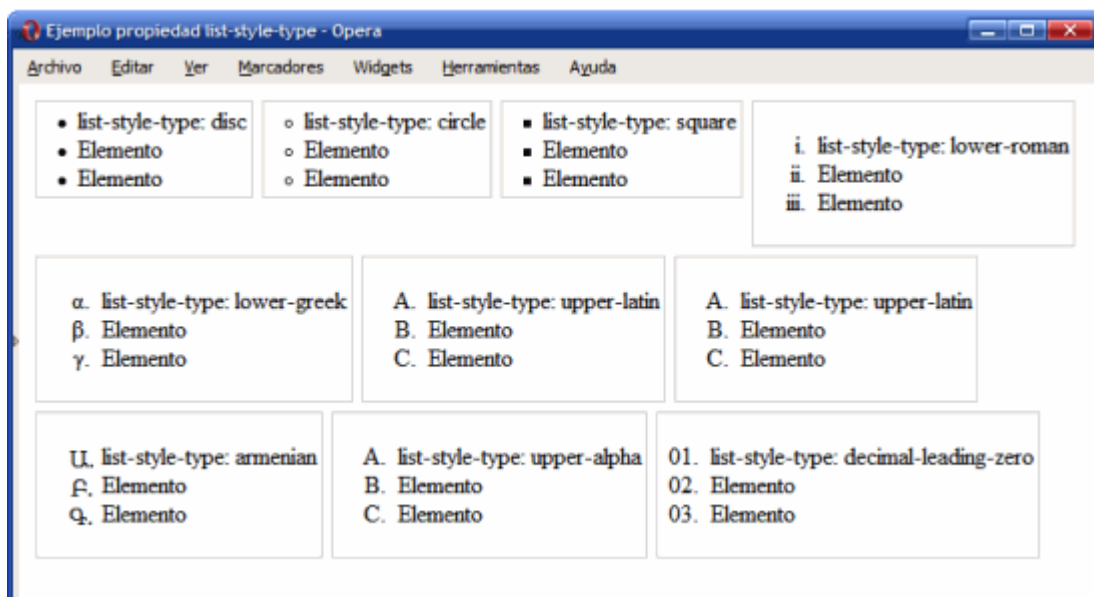 Ejemplo propiedad list-style-type - Opera
Archivo Editar Ver Marcadores Widgets Herramientas Ayuda
• list-style-type: disc
• Elemento
• Elemento
◦ list-style-type: circle
◦ Elemento
◦ Elemento
▪ list-style-type: square
▪ Elemento
▪ Elemento
i. list-style-type: lower-roman
ii. Elemento
iii. Elemento
α. list-style-type: lower-greek
β. Elemento
γ. Elemento
A. list-style-type: upper-latin
B. Elemento
C. Elemento
A. list-style-type: upper-latin
B. Elemento
C. Elemento
Ա. list-style-type: armenian
Բ. Elemento
Գ. Elemento
A. list-style-type: upper-alpha
B. Elemento
C. Elemento
01. list-style-type: decimal-leading-zero
02. Elemento
03. Elemento